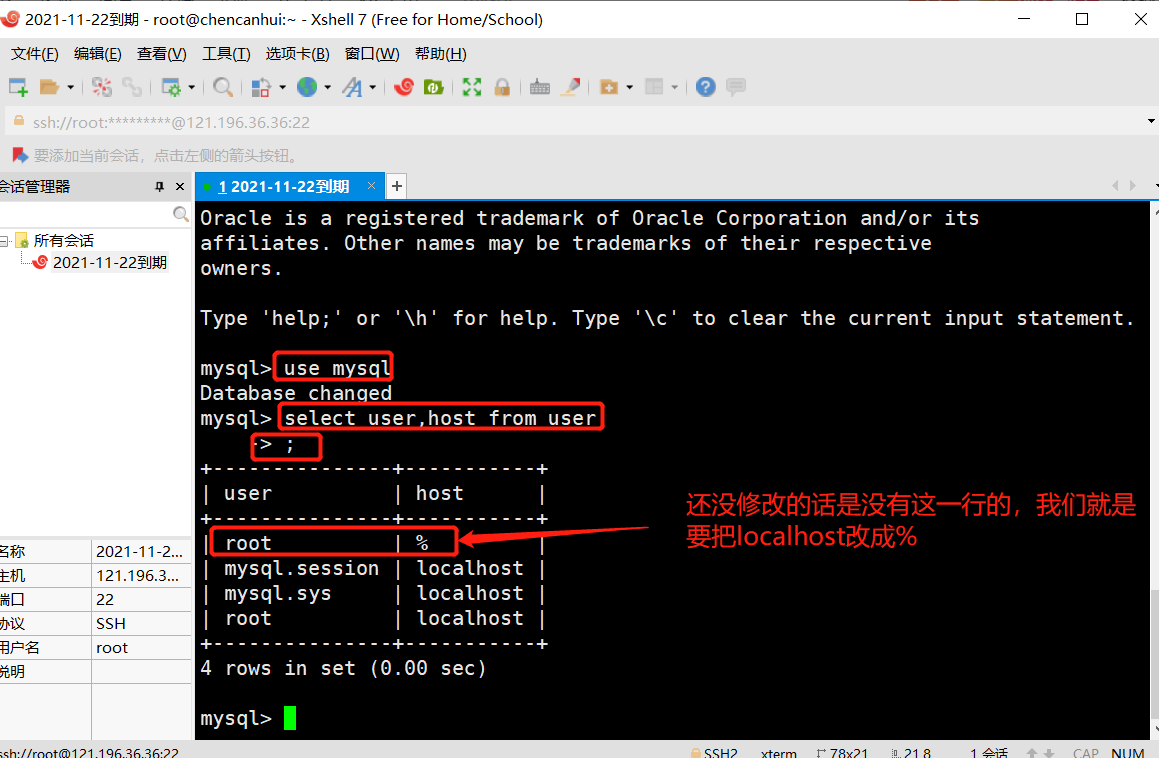 2021-11-22到期 - root@chencanhui:~ - Xshell 7 (Free for Home/School)
文件(F) 编辑(E) 查看(V) 工具(T) 选项卡(B) 窗口(W) 帮助(H)
ssh://root:*********@121.196.36.36:22
要添加当前会话，点击左侧的箭头按钮。
会话管理器
1 2021-11-22到期
所有会话
2021-11-22到期
名称 2021-11-2...
主机 121.196.3...
端口 22
协议 SSH
用户名 root
说明
Oracle is a registered trademark of Oracle Corporation and/or its
affiliates. Other names may be trademarks of their respective
owners.
Type 'help;' or '\h' for help. Type '\c' to clear the current input statement.
mysql> use mysql
Database changed
mysql> select user,host from user
-> ;
+---------------+-----------+
| user          | host      |
+---------------+-----------+
| root          | %         |
| mysql.session | localhost |
| mysql.sys     | localhost |
| root          | localhost |
+---------------+-----------+
4 rows in set (0.00 sec)
mysql>
还没修改的话是没有这一行的，我们就是
要把localhost改成%
ssh://root@121.196.36.36:22 SSH2 xterm 78x21 21,8 1 会话 CAP NUM